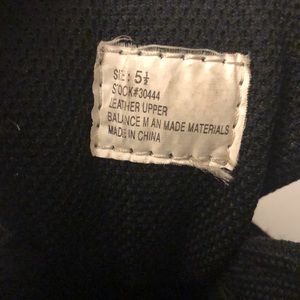 SIZE: 5½
STOCK#30444
LEATHER UPPER
BALANCE MAN MADE MATERIALS
MADE IN CHINA